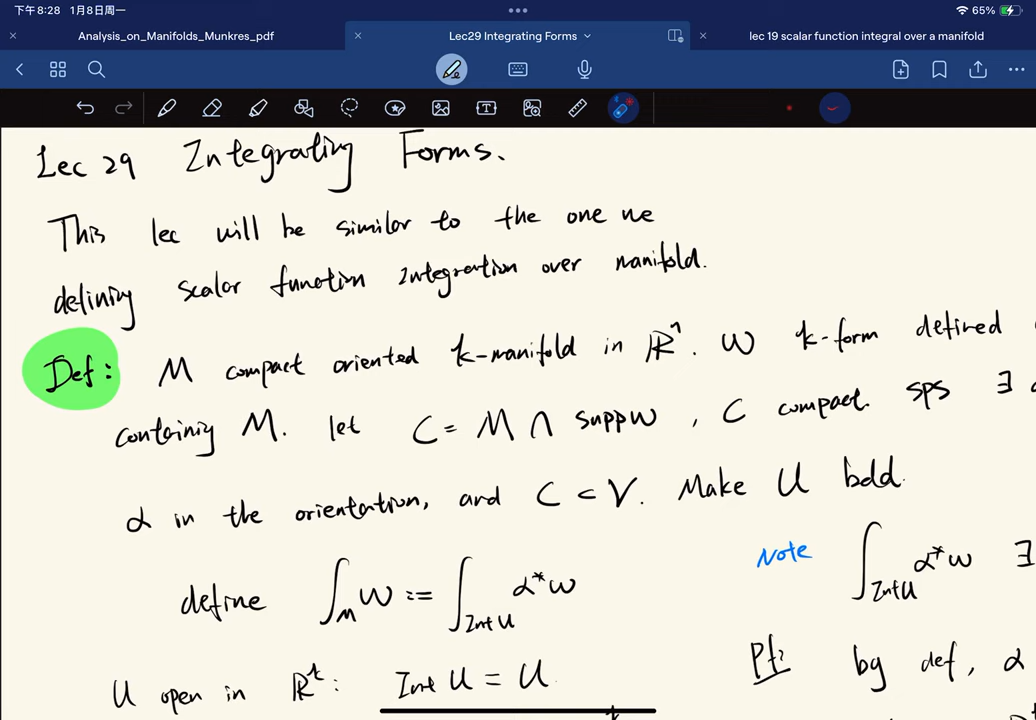 下午8:28 1月8日周一
65%
Analysis_on_Manifolds_Munkres_pdf
Lec29 Integrating Forms
lec 19 scalar function integral over a manifold
Lec 29 Integrating Forms.
This lec will be similar to the one we
defining scalar function integration over manifold.
Def: M compact oriented k-manifold in ℝⁿ. ω k-form defined
containing M. let C = M ∩ supp ω, C compact. sps ∃
α in the orientation, and C ⊂ V. Make U bdd.
define ∫_M ω := ∫_{Int U} α*ω
Note ∫_{Int U} α*ω ∃
U open in ℝᵏ: Int U = U.
Pf: by def, α